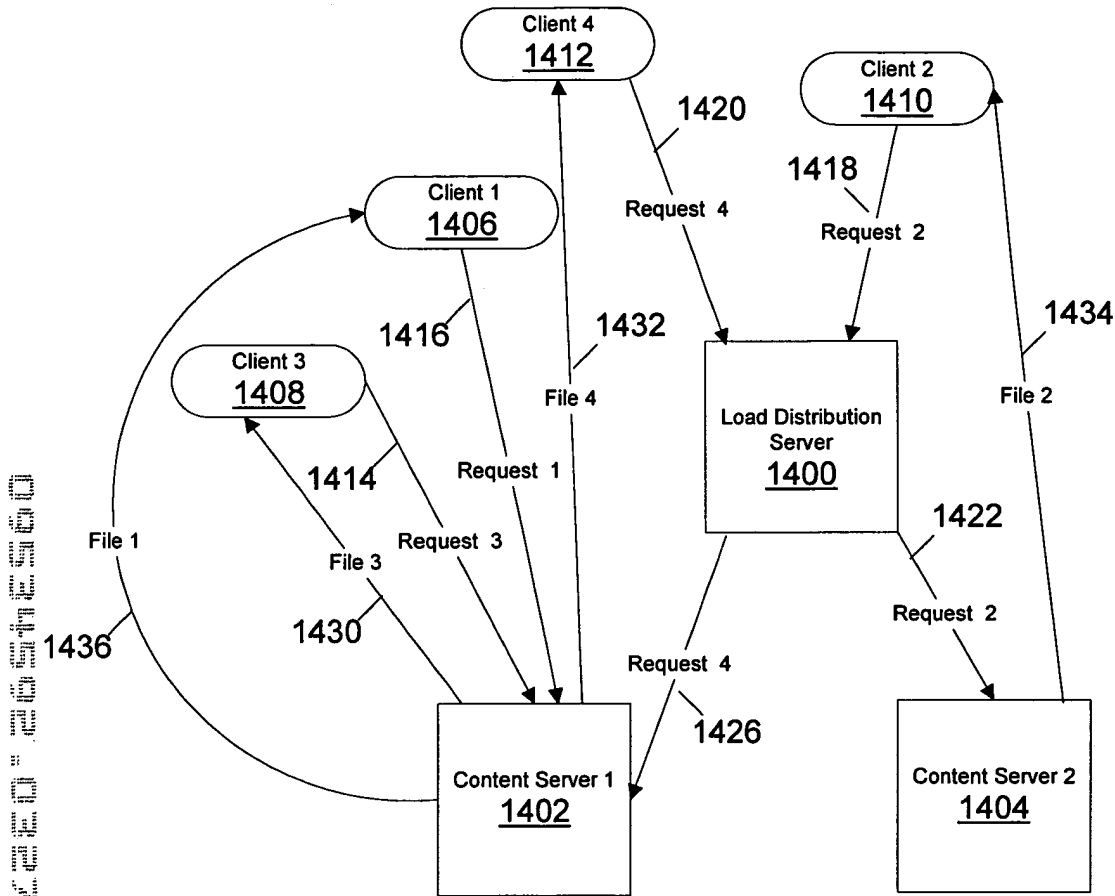 Client 4
1412
Client 2
1410
1420
1418
Client 1
1406
Request 4
Request 2
1416
1432
1434
Client 3
1408
File 4
File 2
Load Distribution
Server
1400
1414
Request 1
1422
File 1
File 3
Request 3
1430
1436
Request 2
Request 4
1426
Content Server 1
1402
Content Server 2
1404